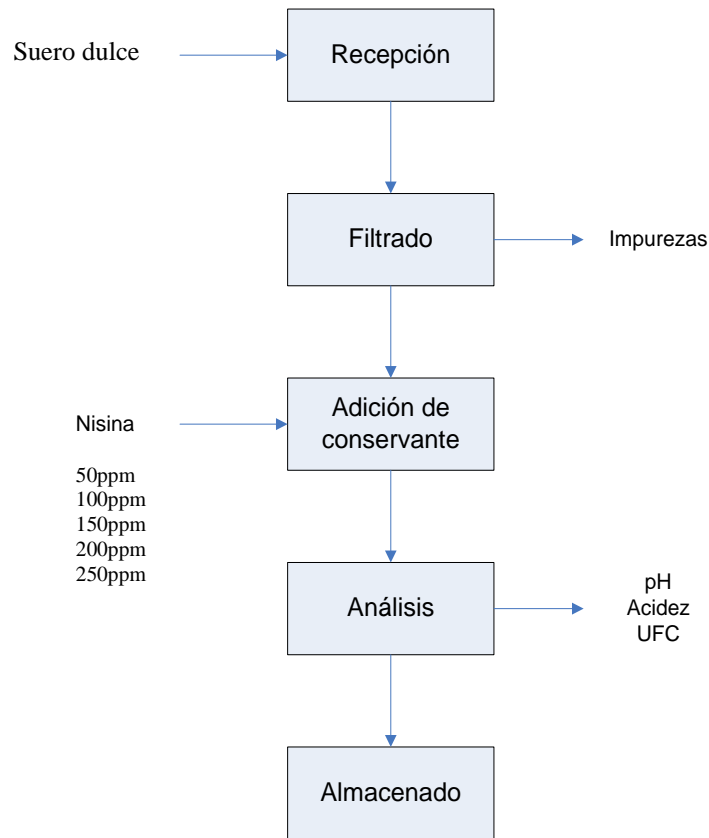 Suero dulce
Recepción
Filtrado
Impurezas
Nisina
50ppm
100ppm
150ppm
200ppm
250ppm
Adición de
conservante
Análisis
pH
Acidez
UFC
Almacenado